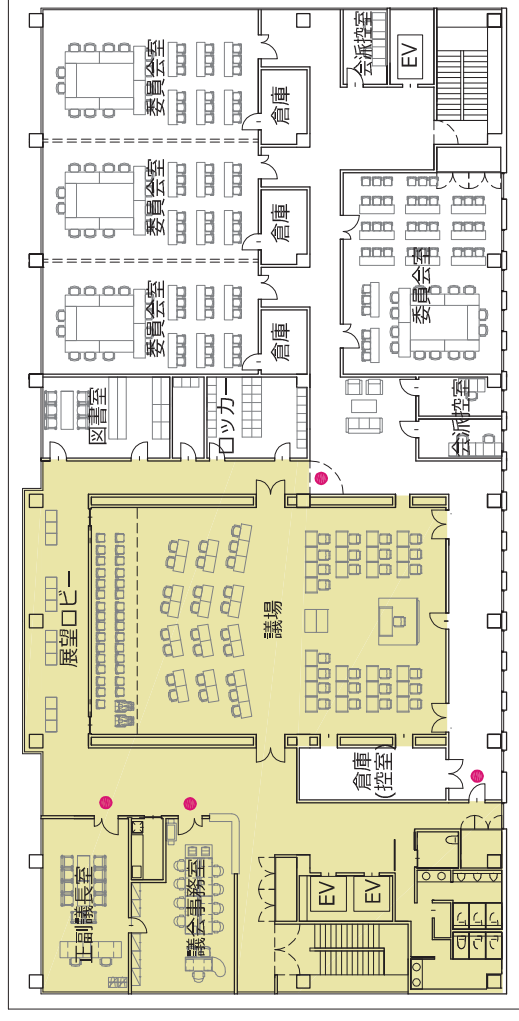 委員会室
倉庫
会派控室
EV
委員会室
倉庫
委員会室
倉庫
委員会室
図書室
ロッカー
会派控室
展望ロビー
議場
倉庫
(控室)
正副議長室
議会事務室
EV
EV